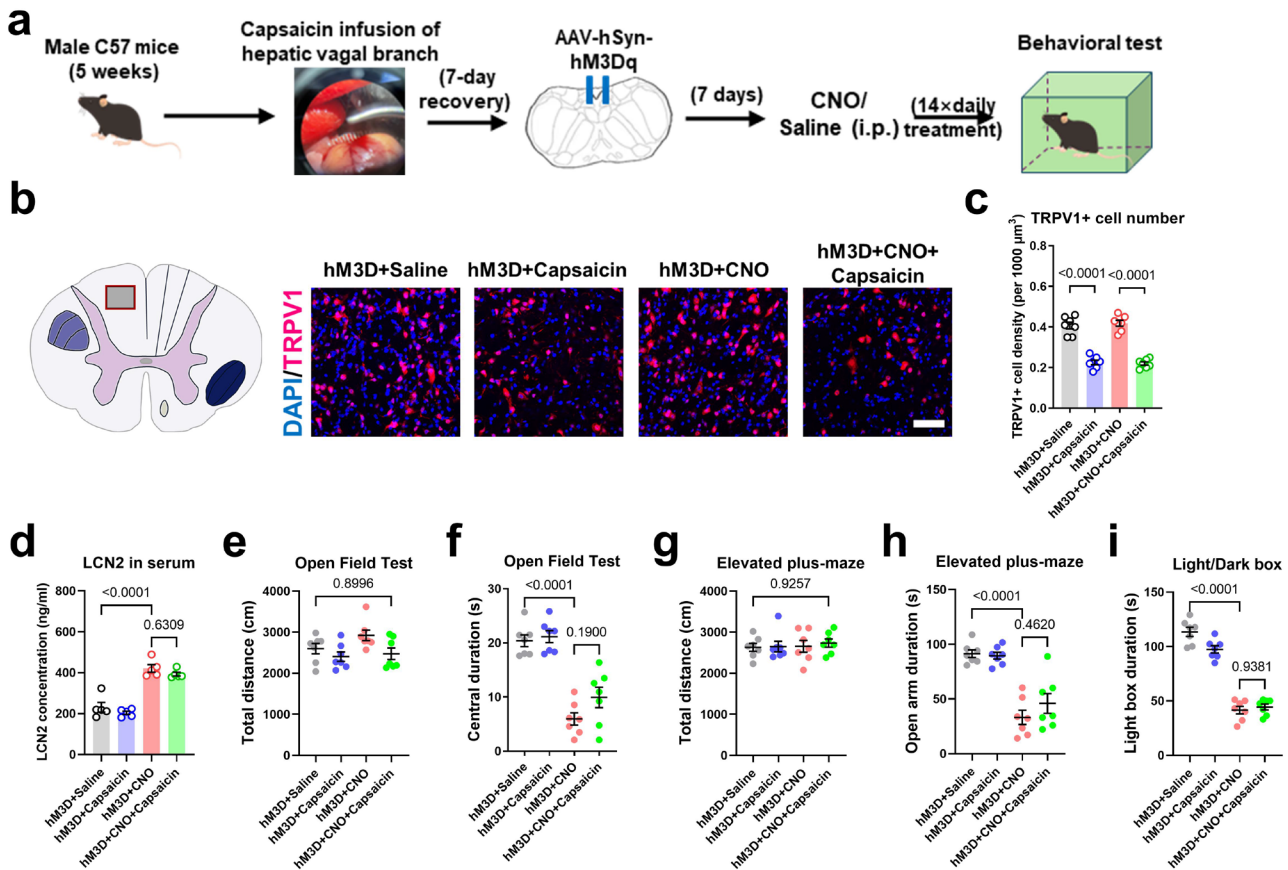 a
Male C57 mice
(5 weeks)
Capsaicin infusion of
hepatic vagal branch
(7-day
recovery)
AAV-hSyn-
hM3Dq
(7 days)
CNO/
Saline (i.p.)
(14×daily
treatment)
Behavioral test
b
DAPI/TRPV1
hM3D+Saline
hM3D+Capsaicin
hM3D+CNO
hM3D+CNO+
Capsaicin
c
TRPV1+ cell number
TRPV1+ cell density (per 1000 µm³)
0.8
0.6
0.4
0.2
0.0
<0.0001
<0.0001
hM3D+Saline
hM3D+Capsaicin
hM3D+CNO
hM3D+CNO+Capsaicin
d
LCN2 in serum
LCN2 concentration (ng/ml)
800
600
400
200
0
<0.0001
0.6309
hM3D+Saline
hM3D+Capsaicin
hM3D+CNO
hM3D+CNO+Capsaicin
e
Open Field Test
Total distance (cm)
4000
3000
2000
1000
0
0.8996
hM3D+Saline
hM3D+Capsaicin
hM3D+CNO
hM3D+CNO+Capsaicin
f
Open Field Test
Central duration (s)
30
20
10
0
<0.0001
0.1900
hM3D+Saline
hM3D+Capsaicin
hM3D+CNO
hM3D+CNO+Capsaicin
g
Elevated plus-maze
Total distance (cm)
4000
3000
2000
1000
0
0.9257
hM3D+Saline
hM3D+Capsaicin
hM3D+CNO
hM3D+CNO+Capsaicin
h
Elevated plus-maze
Open arm duration (s)
150
100
50
0
<0.0001
0.4620
hM3D+Saline
hM3D+Capsaicin
hM3D+CNO
hM3D+CNO+Capsaicin
i
Light/Dark box
Light box duration (s)
150
100
50
0
<0.0001
0.9381
hM3D+Saline
hM3D+Capsaicin
hM3D+CNO
hM3D+CNO+Capsaicin